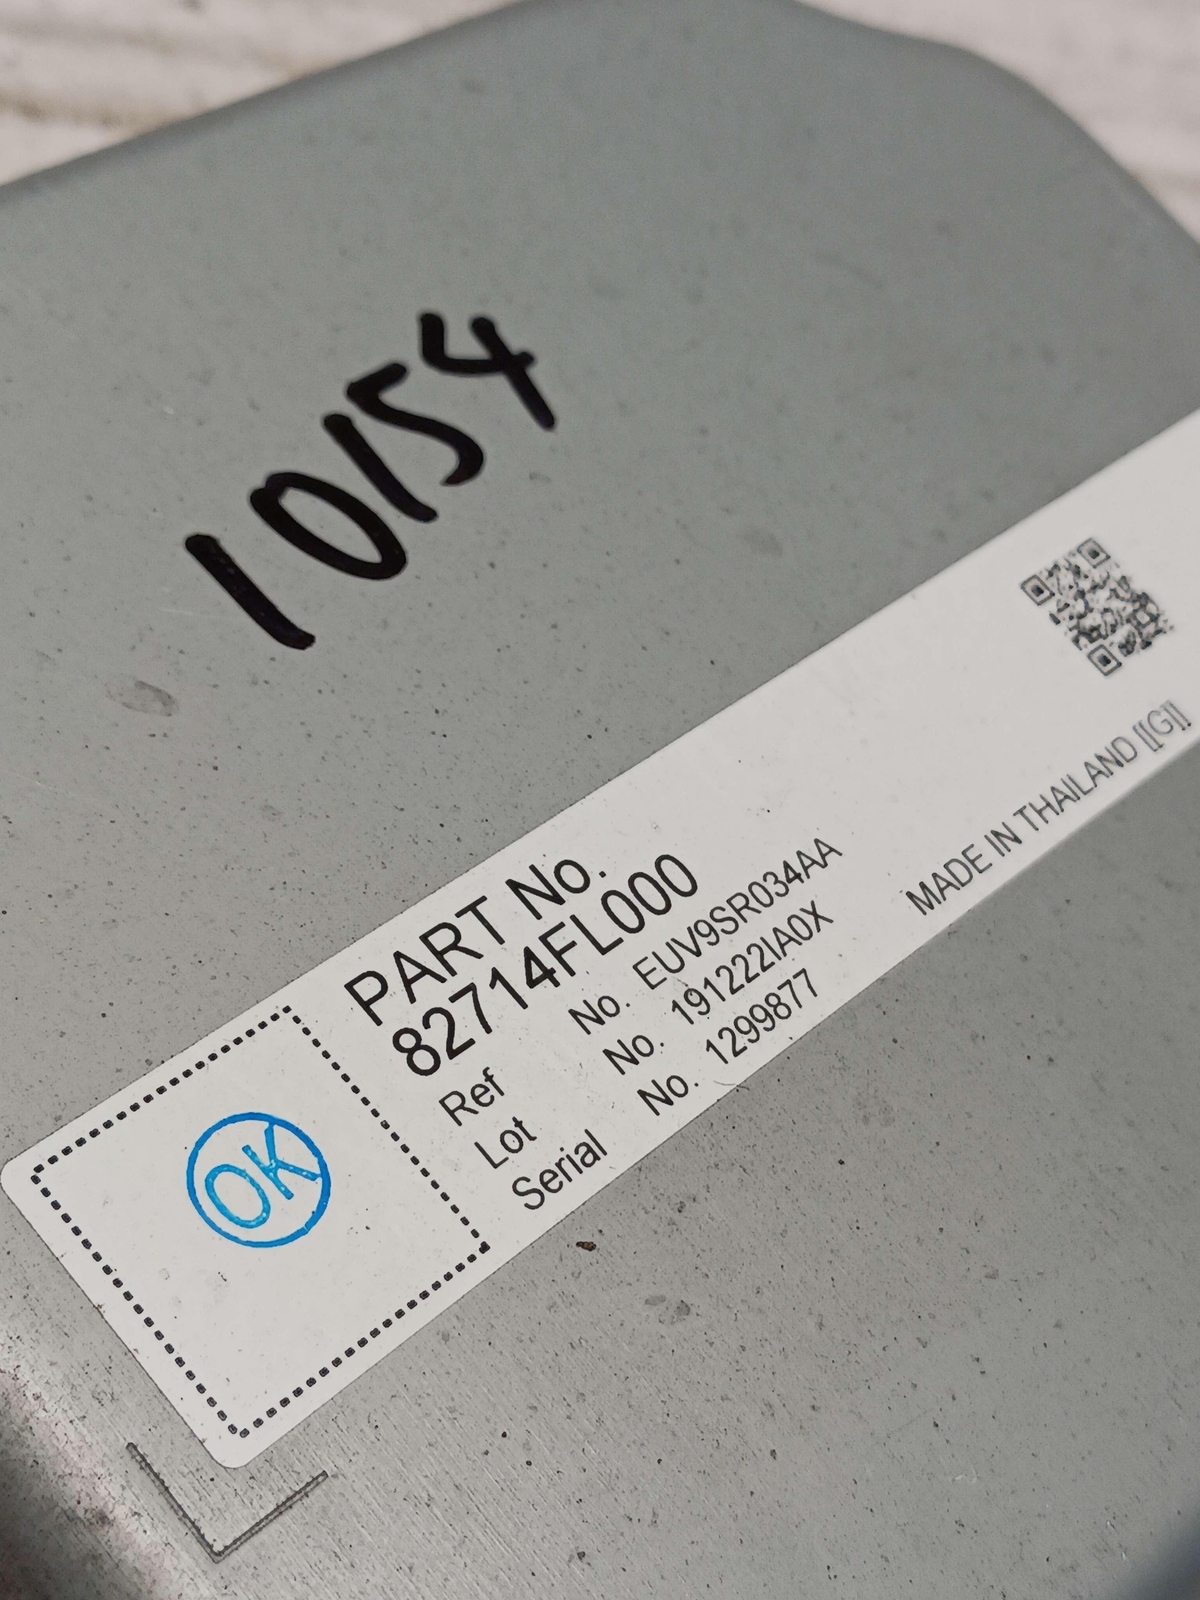 10154
PART No.
82714FL000
Ref No. EUV9SR034AA
Lot No. 191222IA0X
Serial No. 1299877
MADE IN THAILAND [[G]]
OK